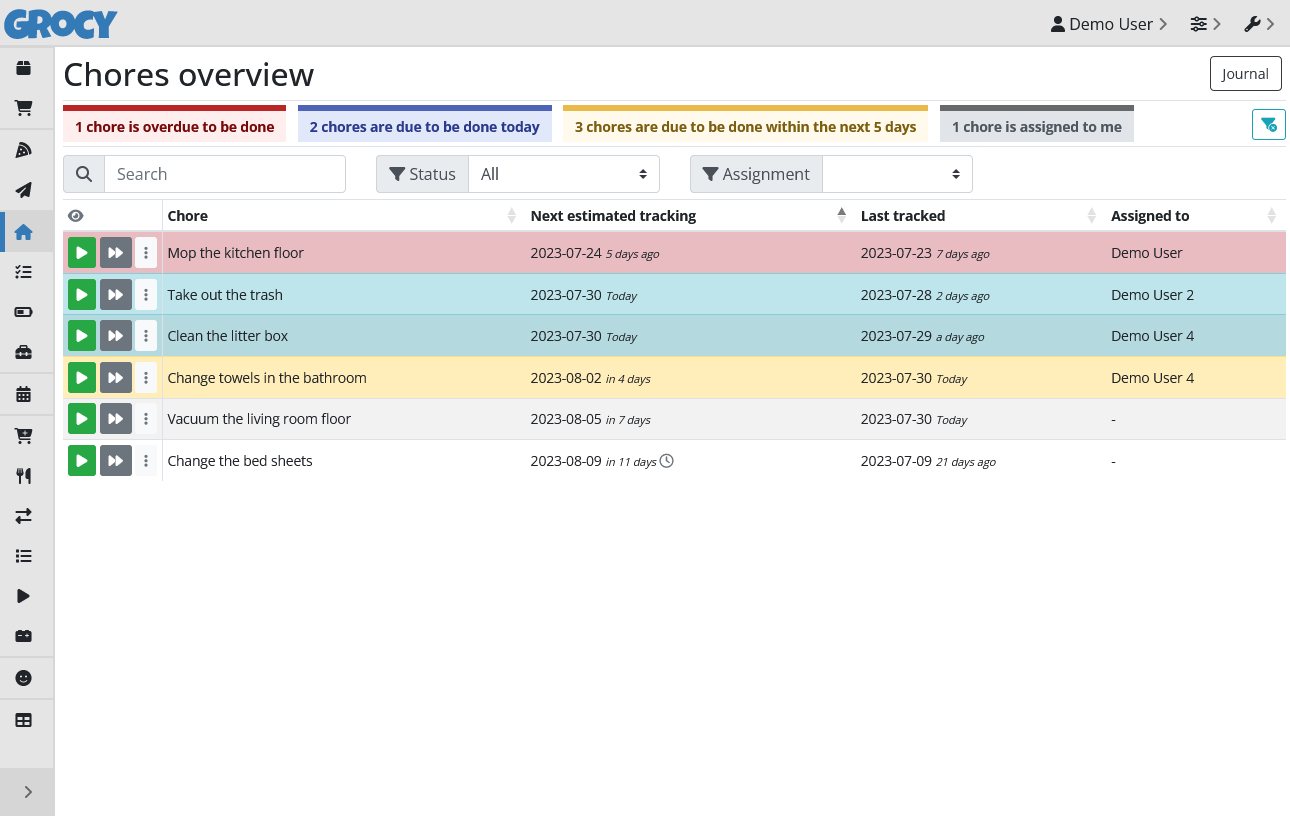 GROCY
Demo User
Chores overview
Journal
1 chore is overdue to be done
2 chores are due to be done today
3 chores are due to be done within the next 5 days
1 chore is assigned to me
Search
Status
All
Assignment
Chore Next estimated tracking Last tracked Assigned to
Mop the kitchen floor 2023-07-24 5 days ago 2023-07-23 7 days ago Demo User
Take out the trash 2023-07-30 Today 2023-07-28 2 days ago Demo User 2
Clean the litter box 2023-07-30 Today 2023-07-29 a day ago Demo User 4
Change towels in the bathroom 2023-08-02 in 4 days 2023-07-30 Today Demo User 4
Vacuum the living room floor 2023-08-05 in 7 days 2023-07-30 Today -
Change the bed sheets 2023-08-09 in 11 days 2023-07-09 21 days ago -